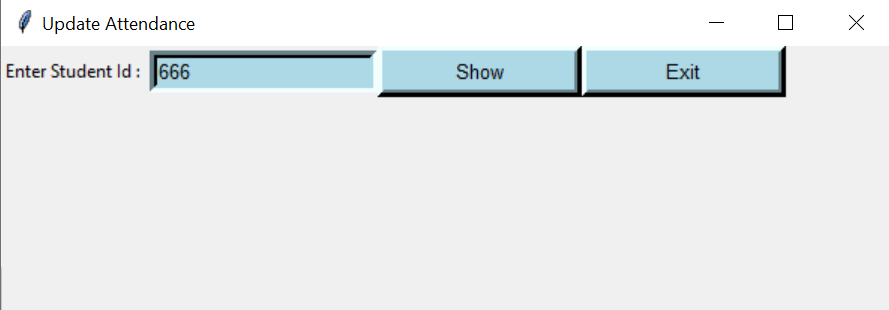 Update Attendance
Enter Student Id : 666 Show Exit